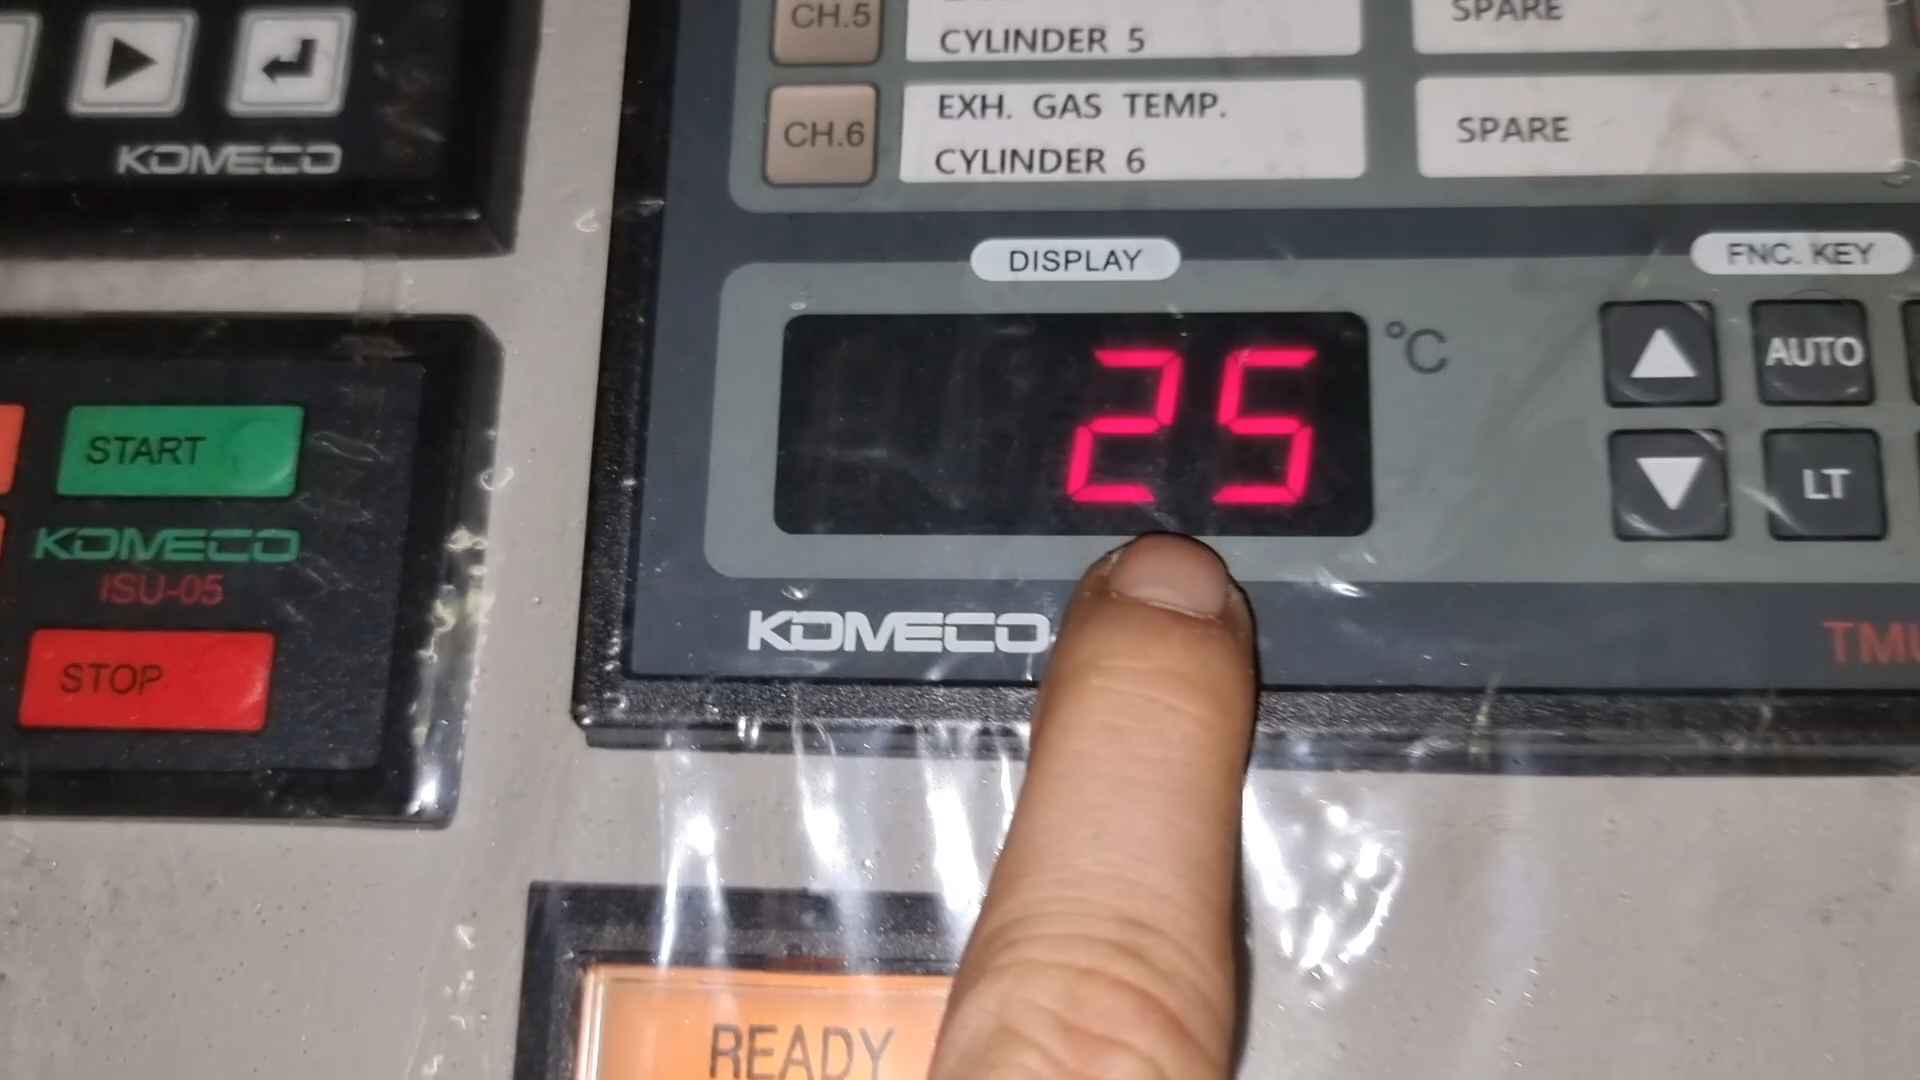 CH.5
CYLINDER 5
SPARE
CH.6
EXH. GAS TEMP.
CYLINDER 6
SPARE
KOMECO
DISPLAY
FNC. KEY
25
°C
AUTO
LT
START
KOMECO
ISU-05
STOP
KOMECO
READY